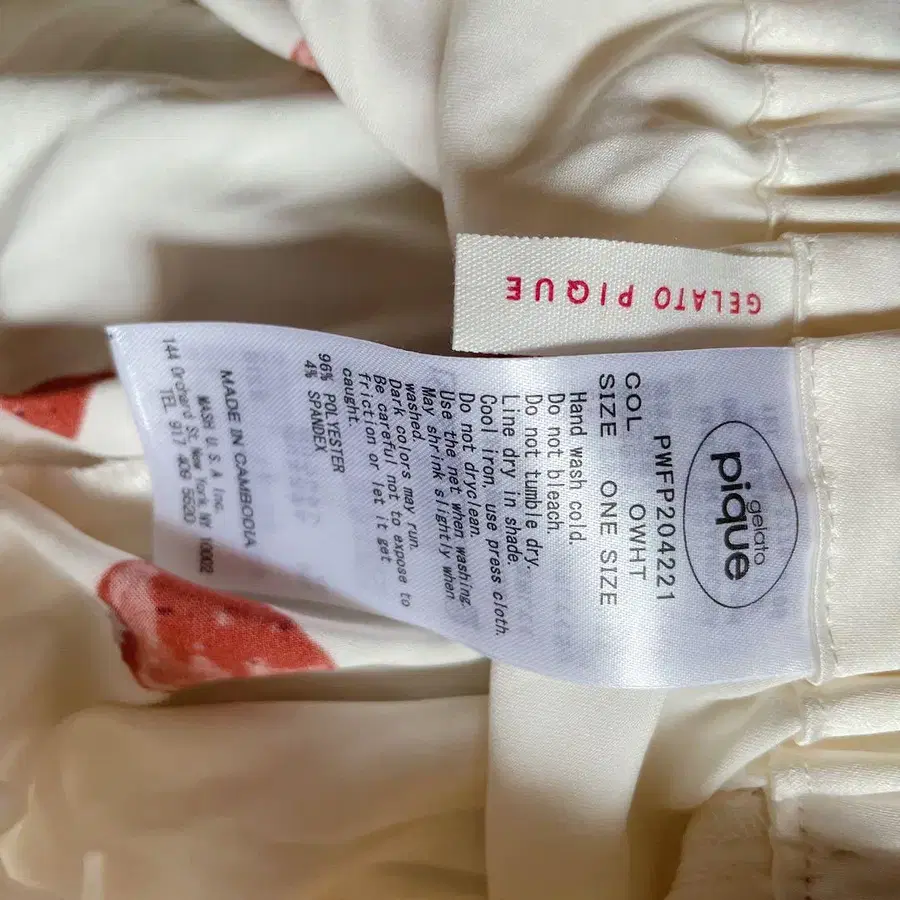 GELATO PIQUE
gelato
pique
PWFP204221
COL OWHT
SIZE ONE SIZE
Hand wash cold.
Do not bleach.
Do not tumble dry.
Line dry in shade.
Cool iron, use press cloth.
Do not dryclean.
Use the net when washing.
May shrink slightly when
washed.
Dark colors may run.
Be careful not to expose to
friction or let it get
caught.
96% POLYESTER
4% SPANDEX
MADE IN CAMBODIA
MASH U.S.A Inc.
144 Orchard St. New York, NY 10002
TEL 917 409 5520